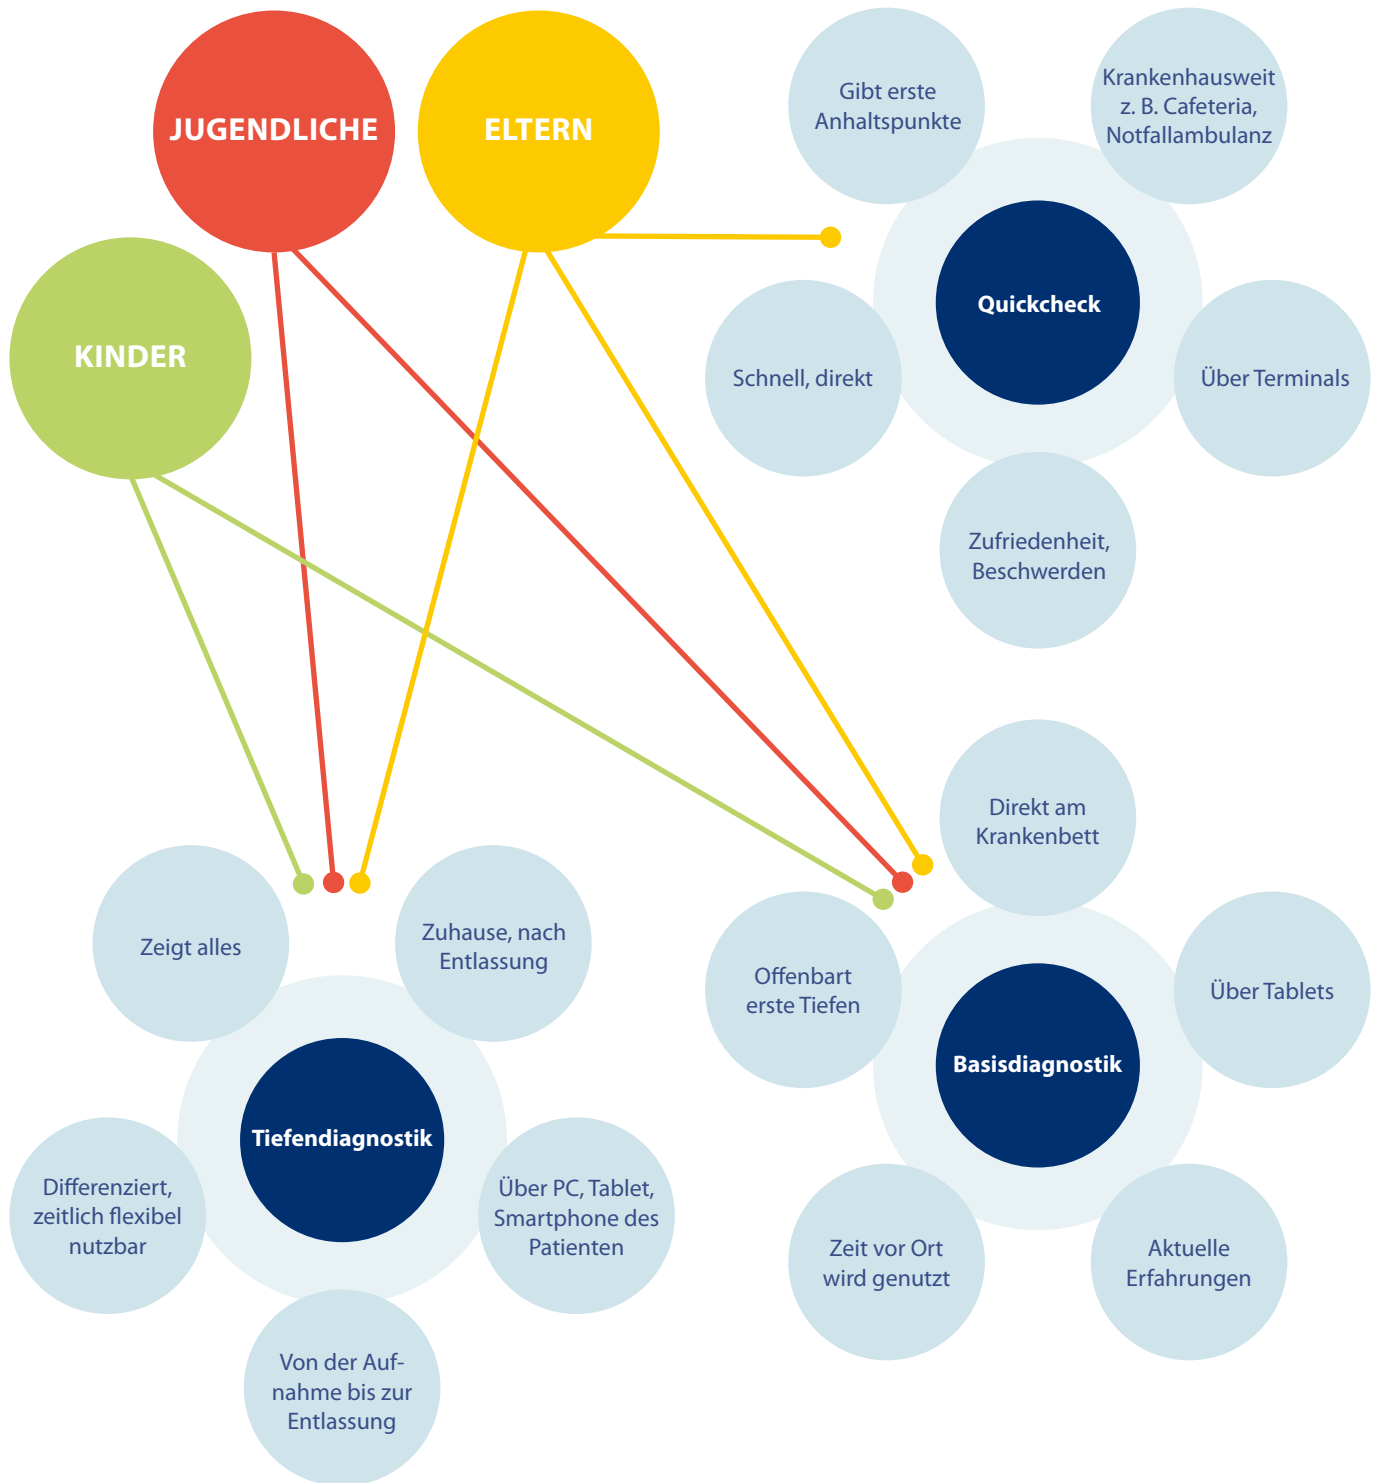 JUGENDLICHE
ELTERN
KINDER
Gibt erste
Anhaltspunkte
Krankenhausweit
z. B. Cafeteria,
Notfallambulanz
Quickcheck
Schnell, direkt
Über Terminals
Zufriedenheit,
Beschwerden
Direkt am
Krankenbett
Offenbart
erste Tiefen
Über Tablets
Basisdiagnostik
Zeit vor Ort
wird genutzt
Aktuelle
Erfahrungen
Zeigt alles
Zuhause, nach
Entlassung
Tiefendiagnostik
Differenziert,
zeitlich flexibel
nutzbar
Über PC, Tablet,
Smartphone des
Patienten
Von der Auf-
nahme bis zur
Entlassung